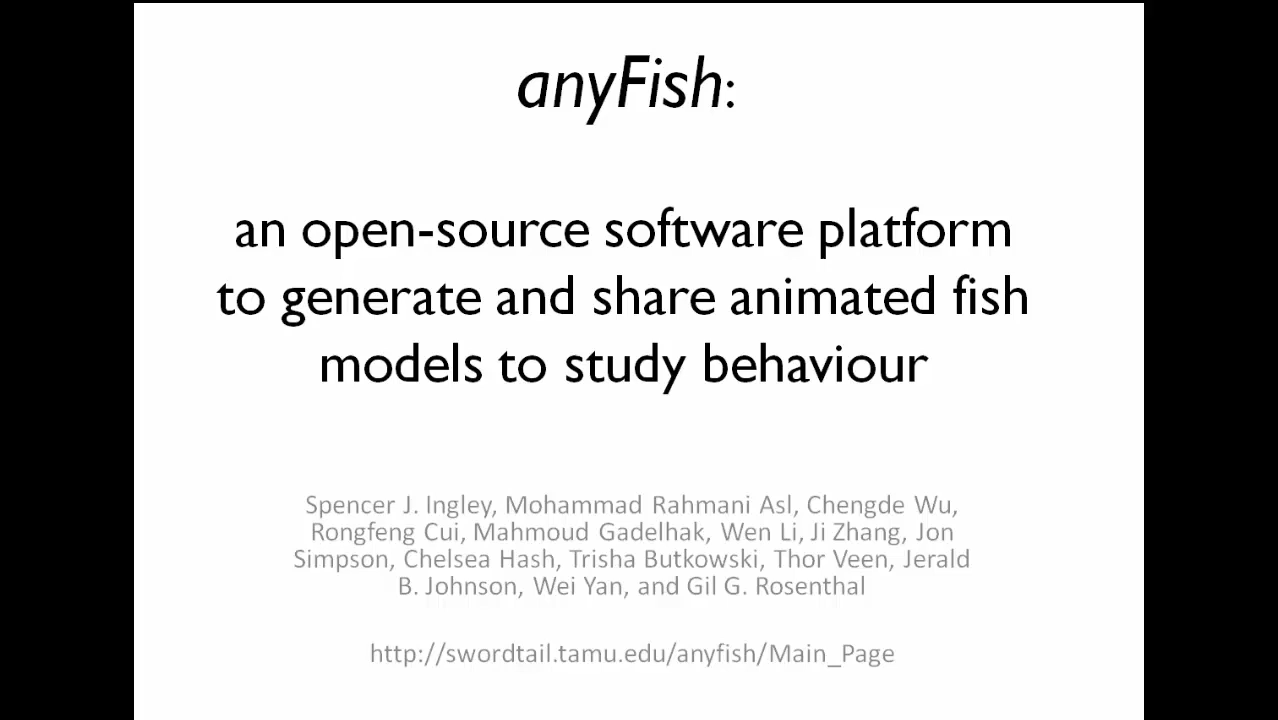 anyFish:
an open-source software platform
to generate and share animated fish
models to study behaviour
Spencer J. Ingley, Mohammad Rahmani Asl, Chengde Wu,
Rongfeng Cui, Mahmoud Gadelhak, Wen Li, Ji Zhang, Jon
Simpson, Chelsea Hash, Trisha Butkowski, Thor Veen, Jerald
B. Johnson, Wei Yan, and Gil G. Rosenthal
http://swordtail.tamu.edu/anyfish/Main_Page